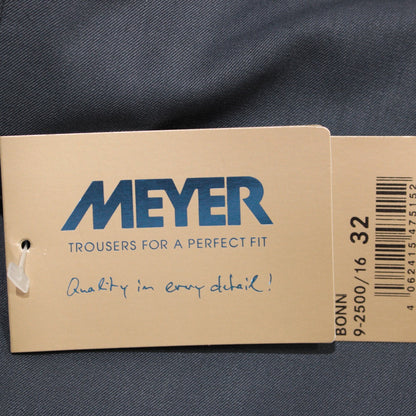 MEYER
TROUSERS FOR A PERFECT FIT
Quality in every detail!
BONN
9-2500/16 32
4 062415 475152